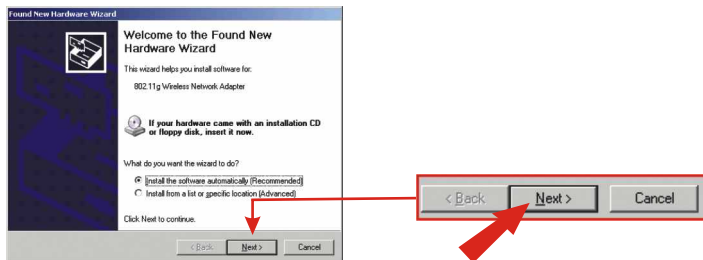 Found New Hardware Wizard
Welcome to the Found New
Hardware Wizard
This wizard helps you install software for:
802.11g Wireless Network Adapter
If your hardware came with an installation CD
or floppy disk, insert it now.
What do you want the wizard to do?
Install the software automatically (Recommended)
Install from a list or specific location (Advanced)
Click Next to continue.
< Back Next > Cancel
< Back Next > Cancel